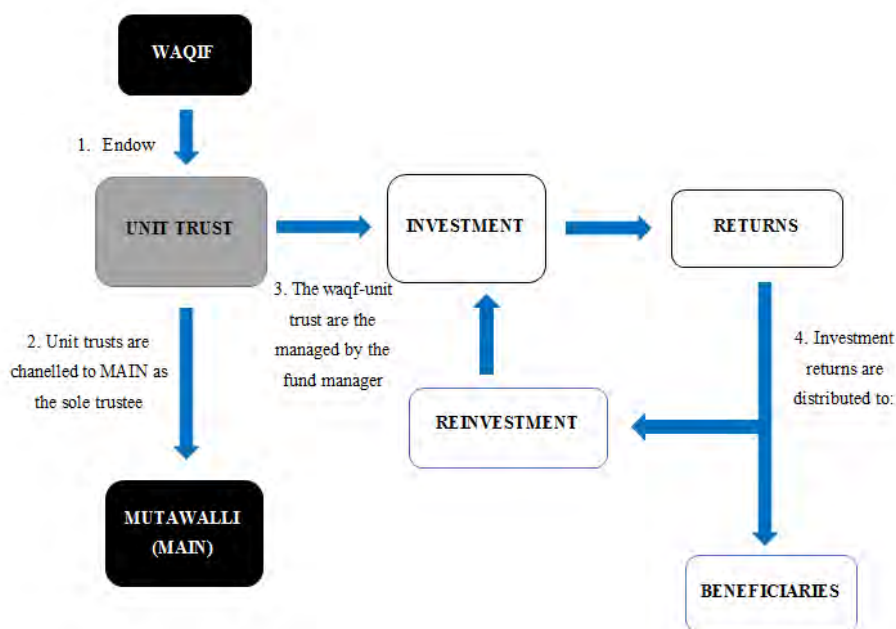 WAQIF
1. Endow
UNIT TRUST
INVESTMENT
RETURNS
3. The waqf-unit
trust are the
managed by the
fund manager
2. Unit trusts are
chanelled to MAIN as
the sole trustee
4. Investment
returns are
distributed to:
REINVESTMENT
MUTAWALLI
(MAIN)
BENEFICIARIES